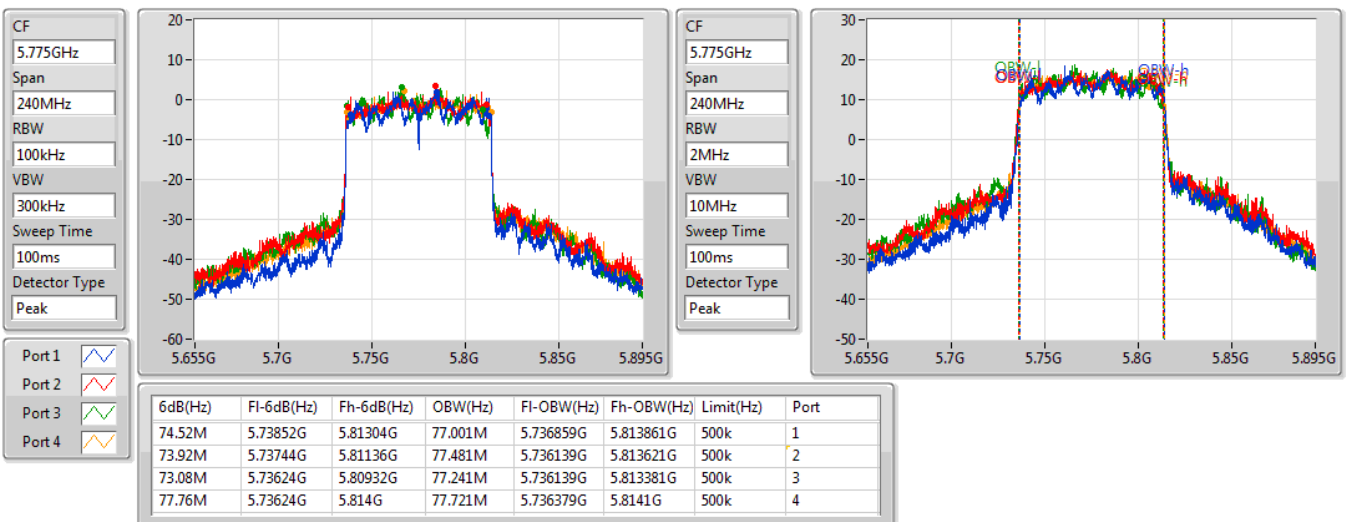 CF
5.775GHz
Span
240MHz
RBW
100kHz
VBW
300kHz
Sweep Time
100ms
Detector Type
Peak
20
10
0
-10
-20
-30
-40
-50
-60
5.655G 5.7G 5.75G 5.8G 5.85G 5.895G
CF
5.775GHz
Span
240MHz
RBW
2MHz
VBW
10MHz
Sweep Time
100ms
Detector Type
Peak
30
20
10
0
-10
-20
-30
-40
-50
OBW-h
5.655G 5.7G 5.75G 5.8G 5.85G 5.895G
Port 1
Port 2
Port 3
Port 4
6dB(Hz) Fl-6dB(Hz) Fh-6dB(Hz) OBW(Hz) Fl-OBW(Hz) Fh-OBW(Hz) Limit(Hz) Port
74.52M 5.73852G 5.81304G 77.001M 5.736859G 5.813861G 500k 1
73.92M 5.73744G 5.81136G 77.481M 5.736139G 5.813621G 500k 2
73.08M 5.73624G 5.80932G 77.241M 5.736139G 5.813381G 500k 3
77.76M 5.73624G 5.814G 77.721M 5.736379G 5.8141G 500k 4